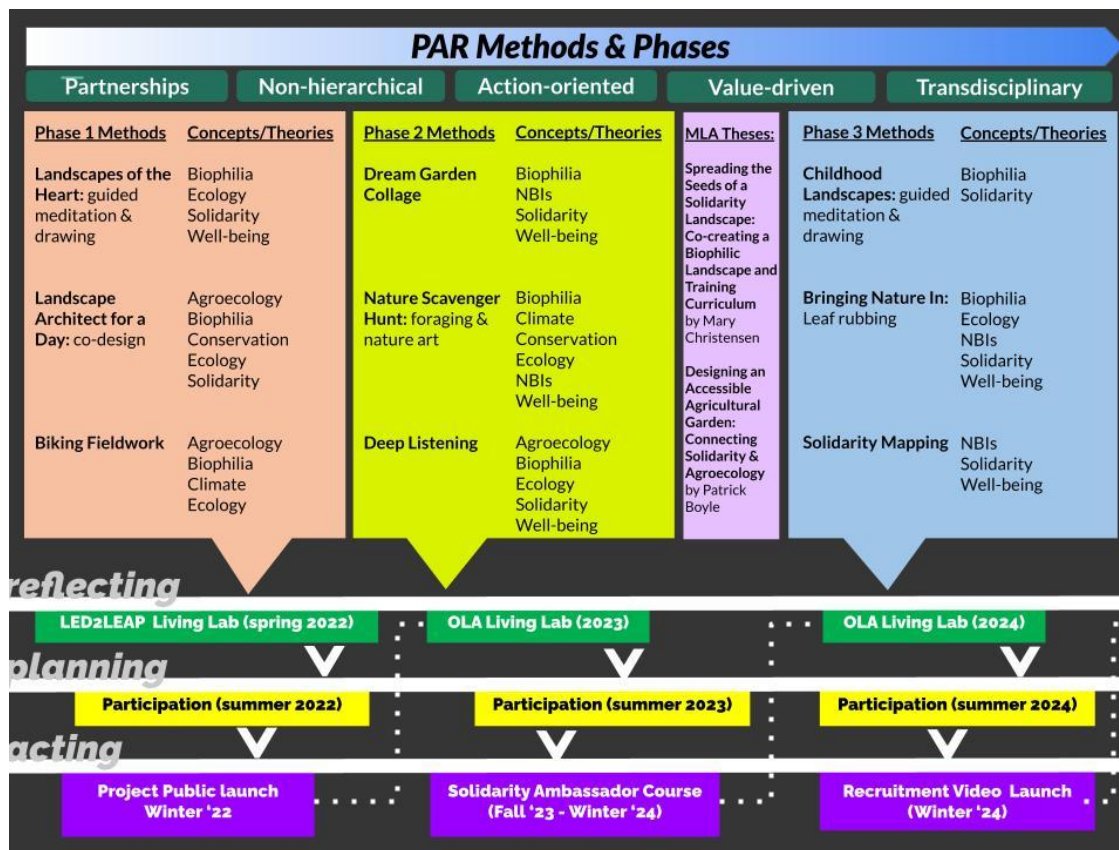 PAR Methods & Phases
Partnerships
Non-hierarchical
Action-oriented
Value-driven
Transdisciplinary
Phase 1 Methods
Concepts/Theories
Landscapes of the
Heart: guided
meditation &
drawing
Biophilia
Ecology
Solidarity
Well-being
Landscape
Architect for a
Day: co-design
Agroecology
Biophilia
Conservation
Ecology
Solidarity
Biking Fieldwork
Agroecology
Biophilia
Climate
Ecology
Phase 2 Methods
Concepts/Theories
Dream Garden
Collage
Biophilia
NBIs
Solidarity
Well-being
Nature Scavenger
Hunt: foraging &
nature art
Biophilia
Climate
Conservation
Ecology
NBIs
Well-being
Deep Listening
Agroecology
Biophilia
Ecology
Solidarity
Well-being
MLA Theses:
Spreading the
Seeds of a
Solidarity
Landscape:
Co-creating a
Biophilic
Landscape and
Training
Curriculum
by Mary
Christensen
Designing an
Accessible
Agricultural
Garden:
Connecting
Solidarity &
Agroecology
by Patrick
Boyle
Phase 3 Methods
Concepts/Theories
Childhood
Landscapes: guided
meditation &
drawing
Biophilia
Solidarity
Bringing Nature In:
Leaf rubbing
Biophilia
Ecology
NBIs
Solidarity
Well-being
Solidarity Mapping
NBIs
Solidarity
Well-being
reflecting
LED2LEAP Living Lab (spring 2022)
OLA Living Lab (2023)
OLA Living Lab (2024)
planning
Participation (summer 2022)
Participation (summer 2023)
Participation (summer 2024)
acting
Project Public launch
Winter ‘22
Solidarity Ambassador Course
(Fall ‘23 - Winter ‘24)
Recruitment Video Launch
(Winter ‘24)